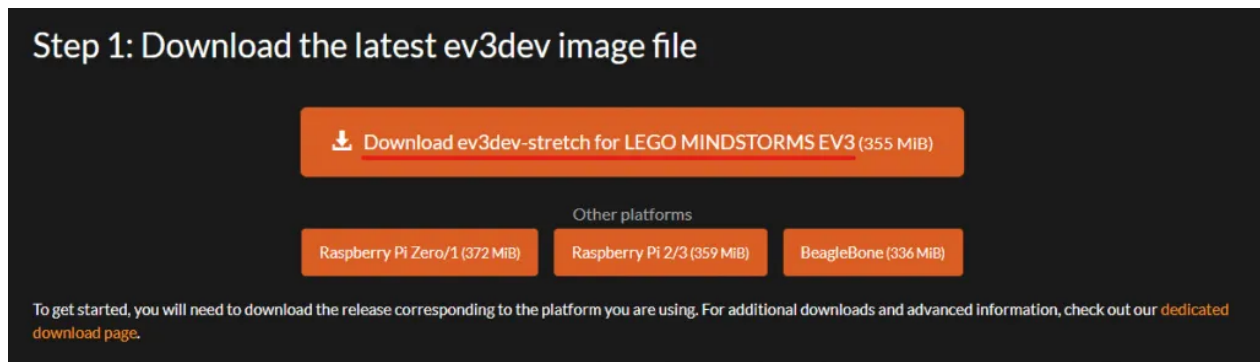 Step 1: Download the latest ev3dev image file
Download ev3dev-stretch for LEGO MINDSTORMS EV3 (355 MiB)
Other platforms
Raspberry Pi Zero/1 (372 MiB)
Raspberry Pi 2/3 (359 MiB)
BeagleBone (336 MiB)
To get started, you will need to download the release corresponding to the platform you are using. For additional downloads and advanced information, check out our dedicated
download page.